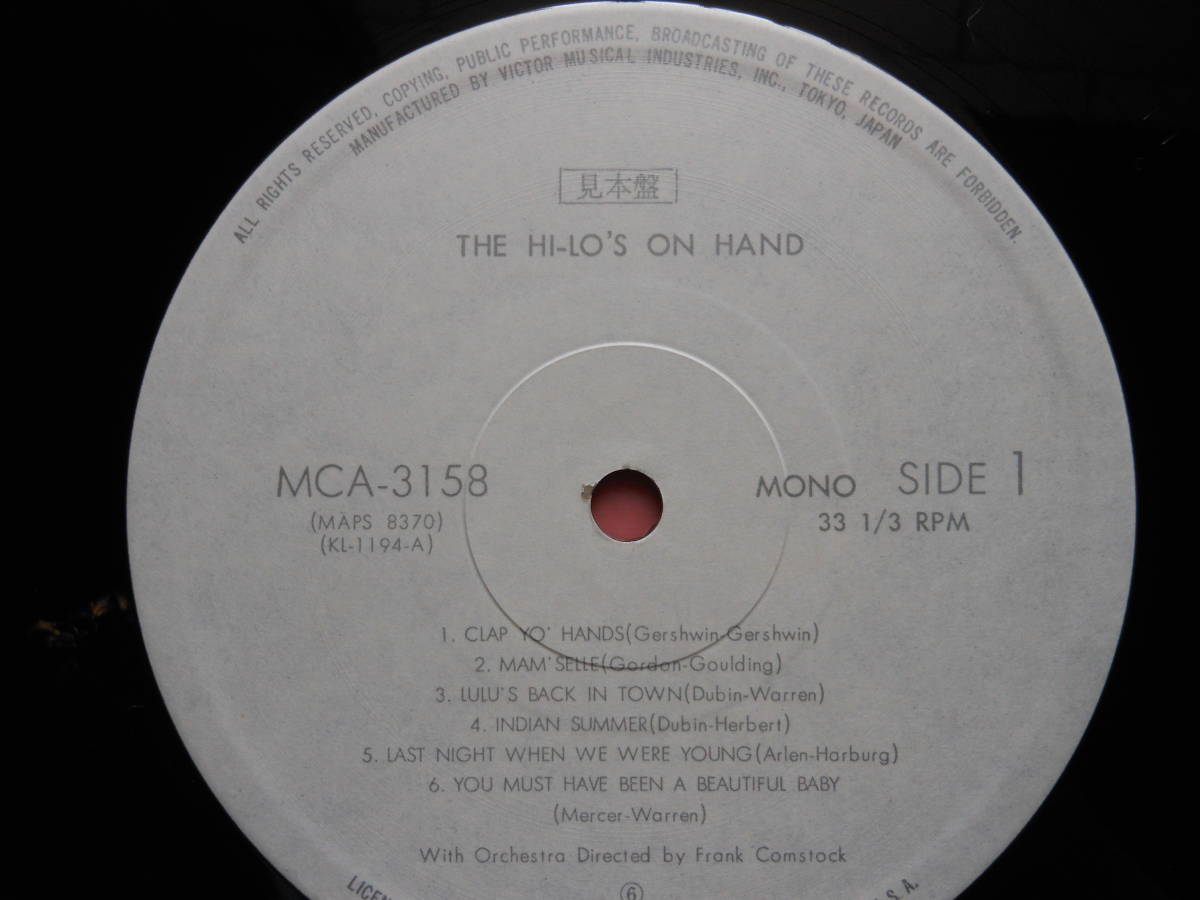 ALL RIGHTS RESERVED, COPYING, PUBLIC PERFORMANCE, BROADCASTING OF THESE RECORDS ARE FORBIDDEN.
MANUFACTURED BY VICTOR MUSICAL INDUSTRIES, INC., TOKYO, JAPAN
見本盤
THE HI-LO'S ON HAND
MCA-3158
(MAPS 8370)
(KL-1194-A)
MONO SIDE 1
33 1/3 RPM
1. CLAP YO' HANDS(Gershwin-Gershwin)
2. MAM'SELLE(Gordon-Goulding)
3. LULU'S BACK IN TOWN(Dubin-Warren)
4. INDIAN SUMMER(Dubin-Herbert)
5. LAST NIGHT WHEN WE WERE YOUNG(Arlen-Harburg)
6. YOU MUST HAVE BEEN A BEAUTIFUL BABY
(Mercer-Warren)
With Orchestra Directed by Frank Comstock
⑥